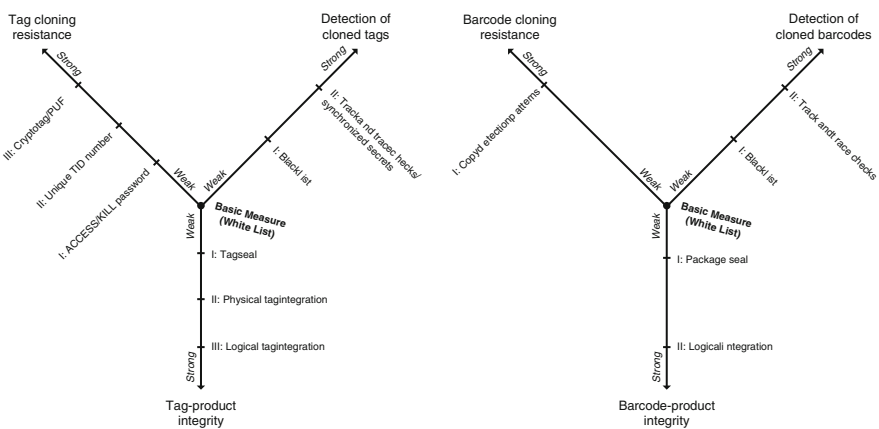 Tag cloning
resistance
Detection of
cloned tags
Strong
Strong
III: Cryptotag/PUF
II: Unique TID number
I: ACCESS/KILL password
II: Tracka nd tracec hecks/
synchronized secrets
I: Blackl ist
Weak
Weak
Weak
Basic Measure
(White List)
I: Tagseal
II: Physical tagintegration
III: Logical tagintegration
Strong
Tag-product
integrity
Barcode cloning
resistance
Detection of
cloned barcodes
Strong
Strong
I: Copyd etectionp attems
II: Track andt race checks
I: Blackl ist
Weak
Weak
Weak
Basic Measure
(White List)
I: Package seal
II: Logicali ntegration
Strong
Barcode-product
integrity